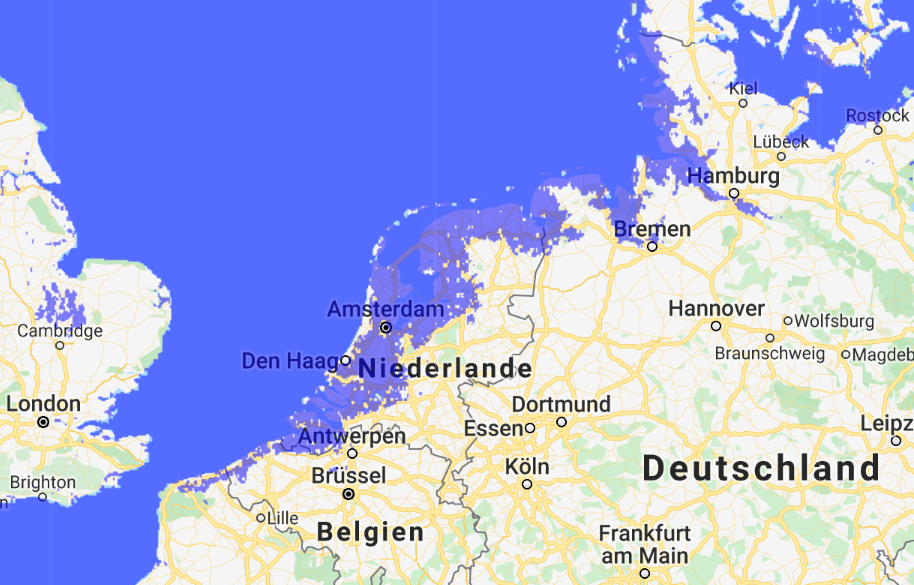 Kiel
Rostock
Lübeck
Hamburg
Bremen
Amsterdam
Hannover
Wolfsburg
Cambridge
Braunschweig
Magdeb
Den Haag
Niederlande
London
Dortmund
Essen
Leipz
Antwerpen
Köln
Deutschland
Brüssel
Brighton
n
Lille
Belgien
Frankfurt
am Main